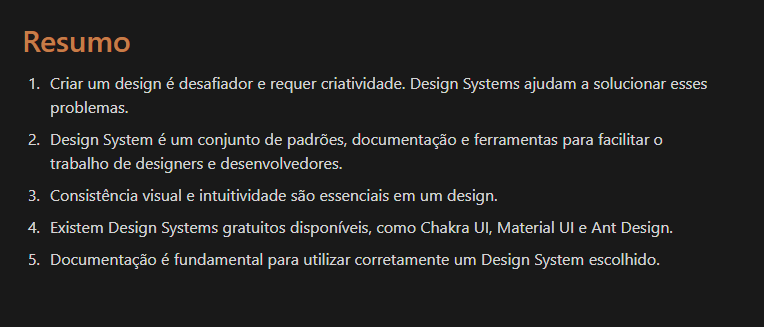 Resumo
1. Criar um design é desafiador e requer criatividade. Design Systems ajudam a solucionar esses
problemas.
2. Design System é um conjunto de padrões, documentação e ferramentas para facilitar o
trabalho de designers e desenvolvedores.
3. Consistência visual e intuitividade são essenciais em um design.
4. Existem Design Systems gratuitos disponíveis, como Chakra UI, Material UI e Ant Design.
5. Documentação é fundamental para utilizar corretamente um Design System escolhido.